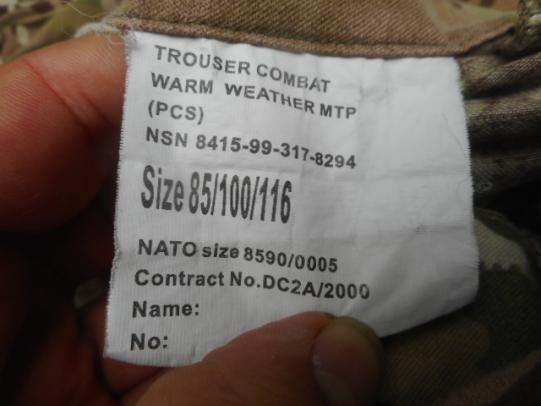 TROUSER COMBAT
WARM WEATHER MTP
(PCS)
NSN 8415-99-317-8294
Size 85/100/116
NATO size 8590/0005
Contract No.DC2A/2000
Name:
No: